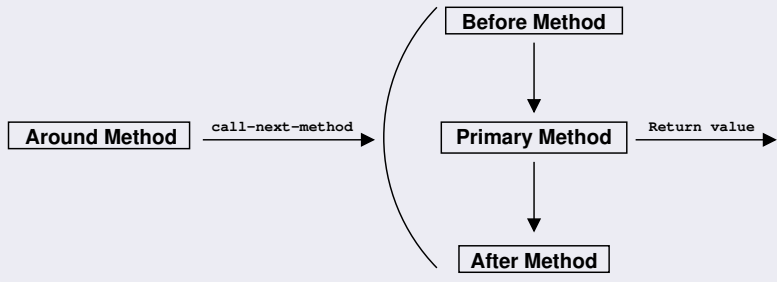 Before Method
Around Method
call-next-method
Primary Method
Return value
After Method